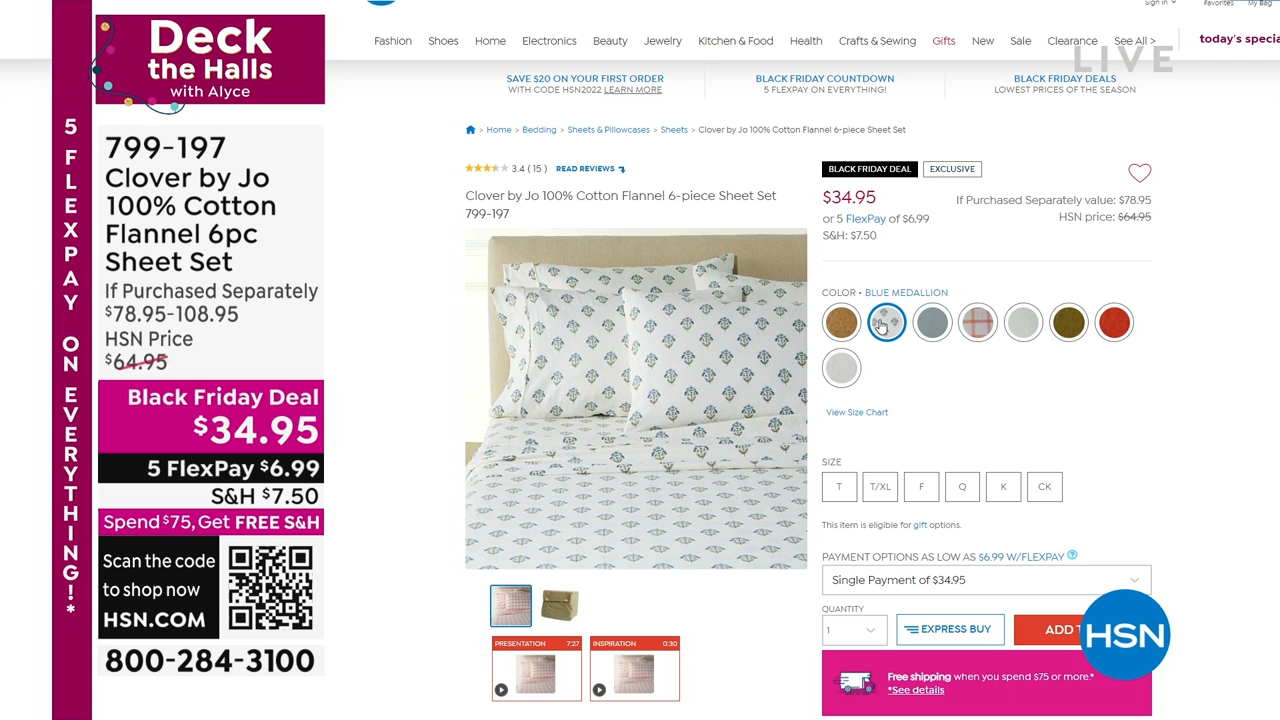 Deck
the Halls
with Alyce
5 FLEXPAY ON EVERYTHING!*
799-197
Clover by Jo
100% Cotton
Flannel 6pc
Sheet Set
If Purchased Separately
$78.95-108.95
HSN Price
$64.95
Black Friday Deal
$34.95
5 FlexPay $6.99
S&H $7.50
Spend $75, Get FREE S&H
Scan the code
to shop now
HSN.COM
800-284-3100
Sign in
Favorites
My Bag
Fashion Shoes Home Electronics Beauty Jewelry Kitchen & Food Health Crafts & Sewing Gifts New Sale Clearance See All >
today's specia
LIVE
SAVE $20 ON YOUR FIRST ORDER
WITH CODE HSN2022 LEARN MORE
BLACK FRIDAY COUNTDOWN
5 FLEXPAY ON EVERYTHING!
BLACK FRIDAY DEALS
LOWEST PRICES OF THE SEASON
> Home > Bedding > Sheets & Pillowcases > Sheets > Clover by Jo 100% Cotton Flannel 6-piece Sheet Set
3.4 ( 15 ) READ REVIEWS
Clover by Jo 100% Cotton Flannel 6-piece Sheet Set
799-197
PRESENTATION 7:27
INSPIRATION 0:30
BLACK FRIDAY DEAL EXCLUSIVE
$34.95
If Purchased Separately value: $78.95
or 5 FlexPay of $6.99
HSN price: $64.95
S&H: $7.50
COLOR • BLUE MEDALLION
View Size Chart
SIZE
T T/XL F Q K CK
This item is eligible for gift options.
PAYMENT OPTIONS AS LOW AS $6.99 W/FLEXPAY ?
Single Payment of $34.95
QUANTITY
1
EXPRESS BUY
ADD T
HSN
Free shipping when you spend $75 or more.*
*See details